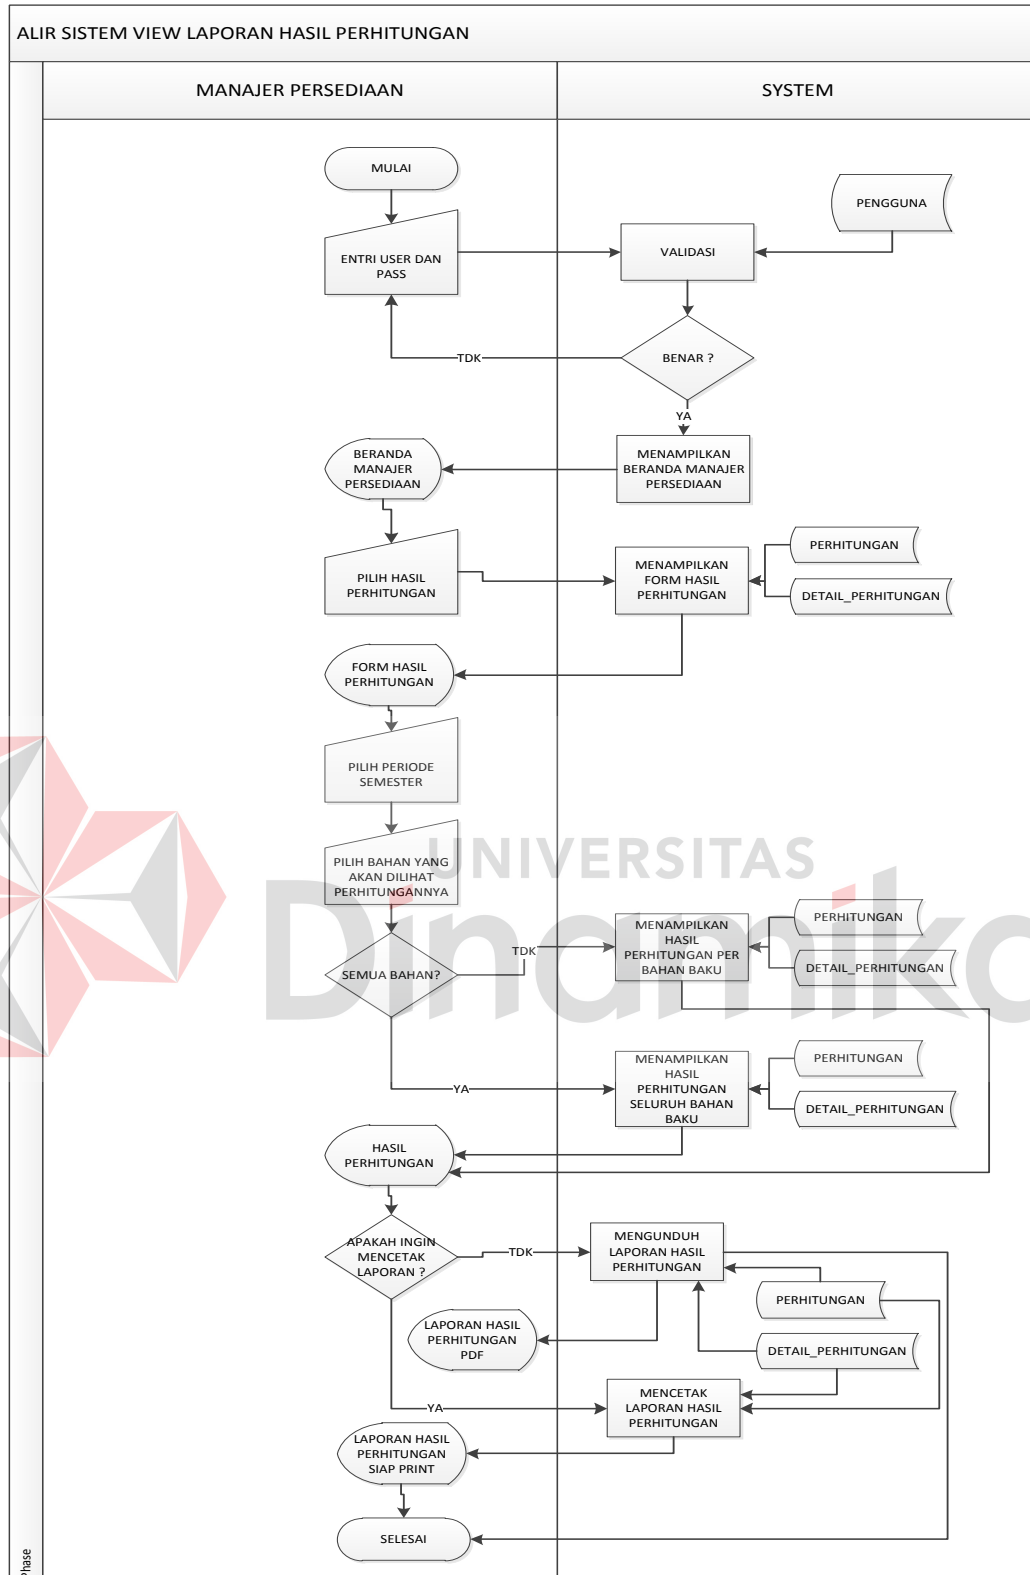 ALIR SISTEM VIEW LAPORAN HASIL PERHITUNGAN
MANAJER PERSEDIAAN
SYSTEM
MULAI
PENGGUNA
ENTRI USER DAN
PASS
VALIDASI
BENAR ?
TDK
YA
BERANDA
MANAJER
PERSEDIAAN
MENAMPILKAN
BERANDA MANAJER
PERSEDIAAN
PILIH HASIL
PERHITUNGAN
MENAMPILKAN
FORM HASIL
PERHITUNGAN
PERHITUNGAN
DETAIL_PERHITUNGAN
FORM HASIL
PERHITUNGAN
PILIH PERIODE
SEMESTER
PILIH BAHAN YANG
AKAN DILIHAT
PERHITUNGANNYA
UNIVERSITAS
Dinamika
SEMUA BAHAN?
TDK
MENAMPILKAN
HASIL
PERHITUNGAN PER
BAHAN BAKU
PERHITUNGAN
DETAIL_PERHITUNGAN
YA
MENAMPILKAN
HASIL
PERHITUNGAN
SELURUH BAHAN
BAKU
PERHITUNGAN
DETAIL_PERHITUNGAN
HASIL
PERHITUNGAN
APAKAH INGIN
MENCETAK
LAPORAN ?
TDK
MENGUNDUH
LAPORAN HASIL
PERHITUNGAN
PERHITUNGAN
LAPORAN HASIL
PERHITUNGAN
PDF
DETAIL_PERHITUNGAN
YA
MENCETAK
LAPORAN HASIL
PERHITUNGAN
LAPORAN HASIL
PERHITUNGAN
SIAP PRINT
SELESAI
Phase